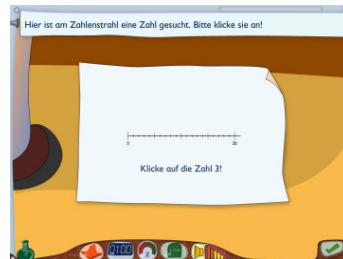 Hier ist am Zahlenstrahl eine Zahl gesucht. Bitte klicke sie an!
0 20
Klicke auf die Zahl 3!